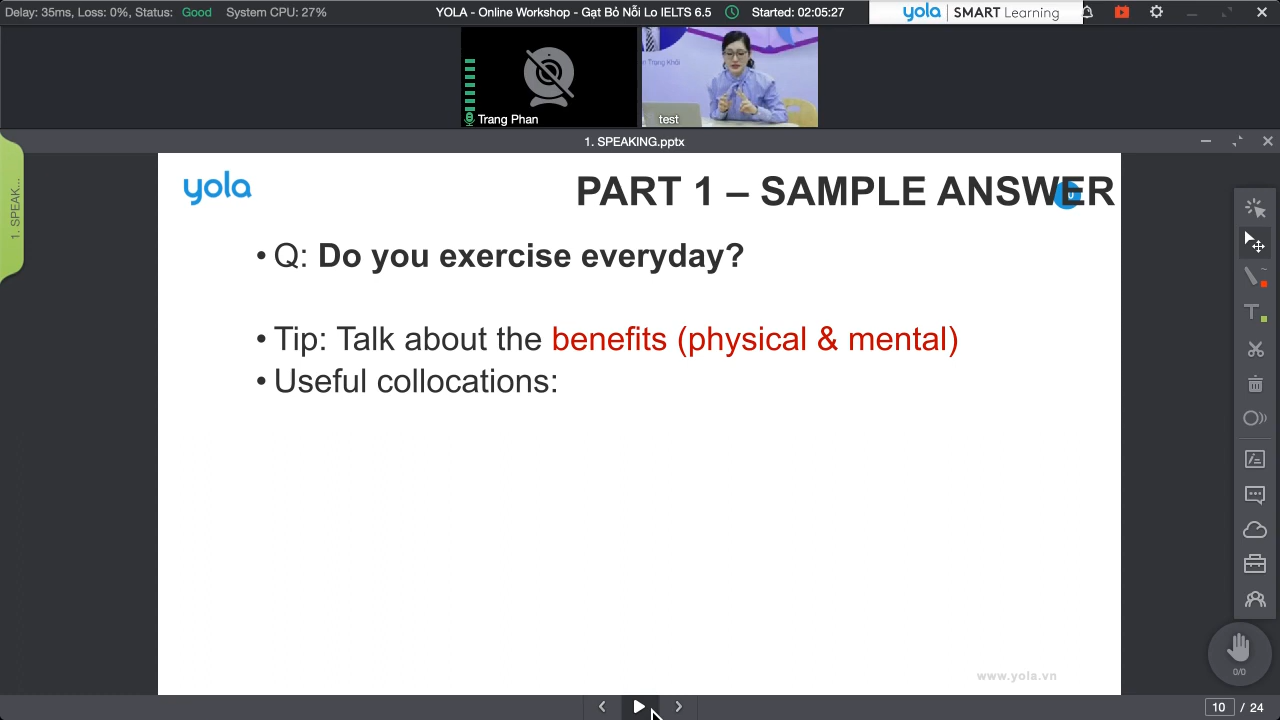 Delay: 35ms, Loss: 0%, Status: Good System CPU: 27%
YOLA - Online Workshop - Gạt Bỏ Nỗi Lo IELTS 6.5
Started: 02:05:27
yola | SMART Learning
Trang Phan
test
1. SPEAKING.pptx
1. SPEAK...
yola
PART 1 – SAMPLE ANSWER
• Q: Do you exercise everyday?
• Tip: Talk about the benefits (physical & mental)
• Useful collocations:
www.yola.vn
0/0
10 / 24